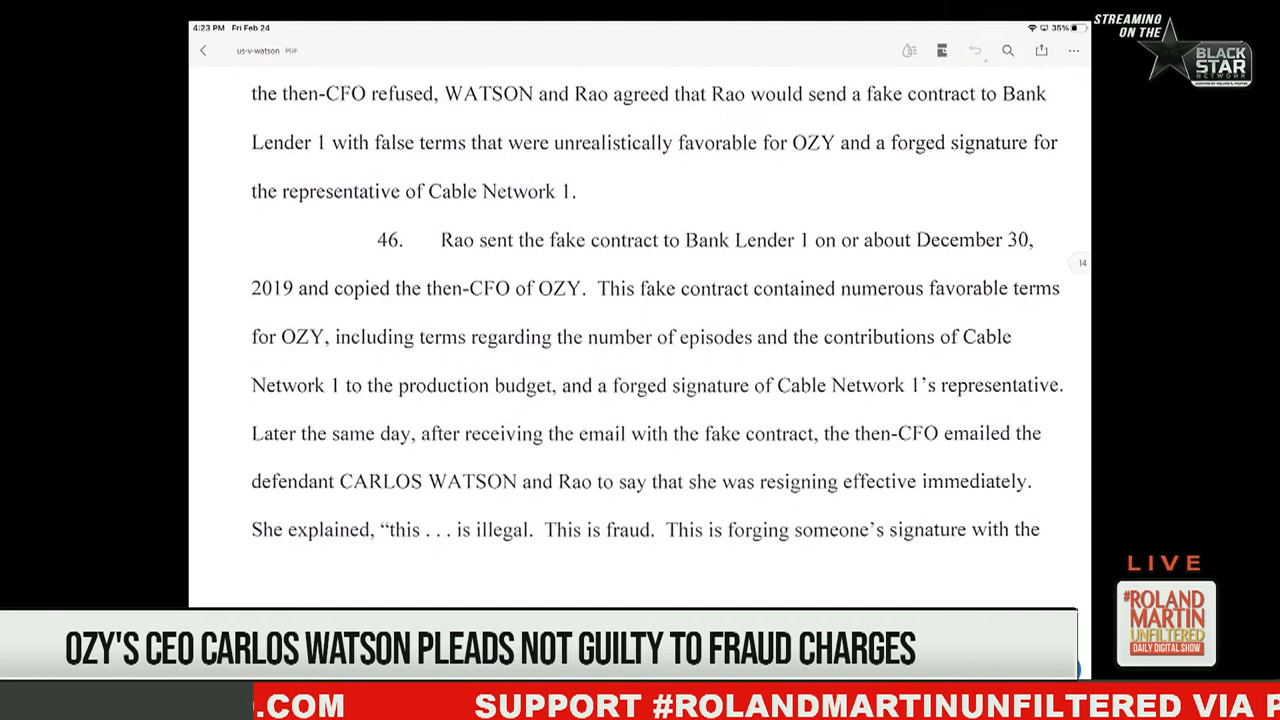 4:23 PM Fri Feb 24
35%
STREAMING
ON THE
BLACK
STAR
NETWORK
us-v-watson PDF
the then-CFO refused, WATSON and Rao agreed that Rao would send a fake contract to Bank
Lender 1 with false terms that were unrealistically favorable for OZY and a forged signature for
the representative of Cable Network 1.
46. Rao sent the fake contract to Bank Lender 1 on or about December 30,
14
2019 and copied the then-CFO of OZY. This fake contract contained numerous favorable terms
for OZY, including terms regarding the number of episodes and the contributions of Cable
Network 1 to the production budget, and a forged signature of Cable Network 1's representative.
Later the same day, after receiving the email with the fake contract, the then-CFO emailed the
defendant CARLOS WATSON and Rao to say that she was resigning effective immediately.
She explained, “this . . . is illegal. This is fraud. This is forging someone's signature with the
LIVE
#ROLAND
MARTIN
UNFILTERED
DAILY DIGITAL SHOW
OZY'S CEO CARLOS WATSON PLEADS NOT GUILTY TO FRAUD CHARGES
.COM SUPPORT #ROLANDMARTINUNFILTERED VIA